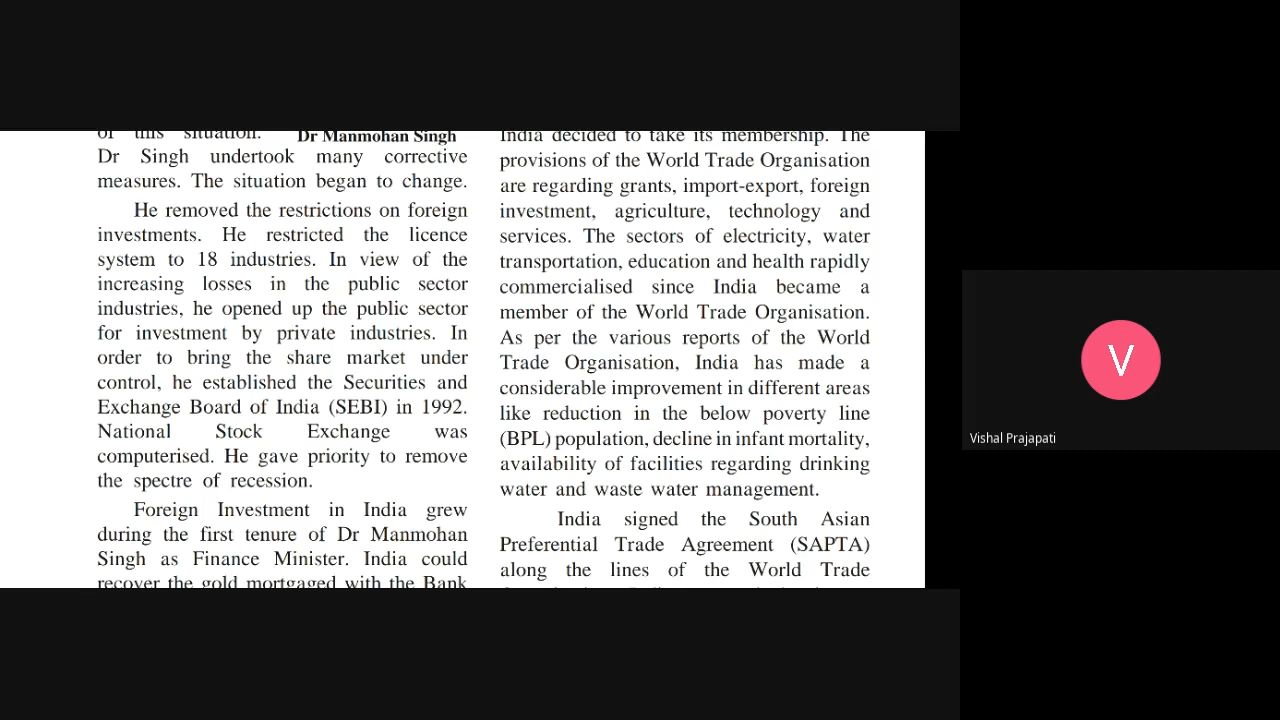 of this situation.
Dr Manmohan Singh
Dr Singh undertook many corrective
measures. The situation began to change.
He removed the restrictions on foreign
investments. He restricted the licence
system to 18 industries. In view of the
increasing losses in the public sector
industries, he opened up the public sector
for investment by private industries. In
order to bring the share market under
control, he established the Securities and
Exchange Board of India (SEBI) in 1992.
National Stock Exchange was
computerised. He gave priority to remove
the spectre of recession.
Foreign Investment in India grew
during the first tenure of Dr Manmohan
Singh as Finance Minister. India could
recover the gold mortgaged with the Bank
India decided to take its membership. The
provisions of the World Trade Organisation
are regarding grants, import-export, foreign
investment, agriculture, technology and
services. The sectors of electricity, water
transportation, education and health rapidly
commercialised since India became a
member of the World Trade Organisation.
As per the various reports of the World
Trade Organisation, India has made a
considerable improvement in different areas
like reduction in the below poverty line
(BPL) population, decline in infant mortality,
availability of facilities regarding drinking
water and waste water management.
India signed the South Asian
Preferential Trade Agreement (SAPTA)
along the lines of the World Trade
V
Vishal Prajapati